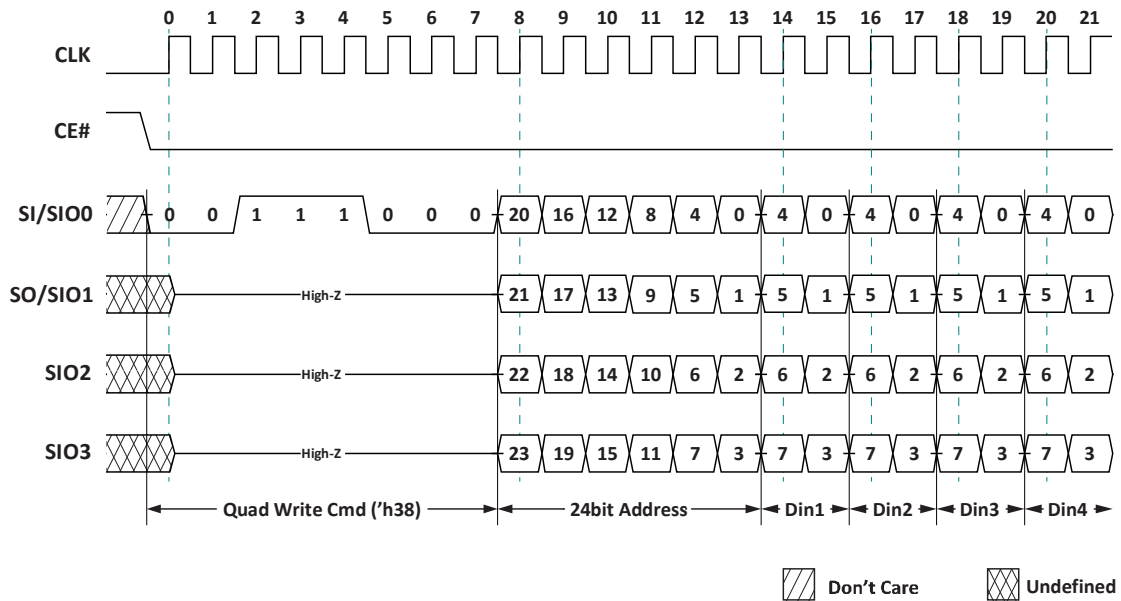 0 1 2 3 4 5 6 7 8 9 10 11 12 13 14 15 16 17 18 19 20 21
CLK
CE#
SI/SIO0 0 0 1 1 1 0 0 0 20 16 12 8 4 0 4 0 4 0 4 0 4 0
SO/SIO1 High-Z 21 17 13 9 5 1 5 1 5 1 5 1 5 1
SIO2 High-Z 22 18 14 10 6 2 6 2 6 2 6 2 6 2
SIO3 High-Z 23 19 15 11 7 3 7 3 7 3 7 3 7 3
Quad Write Cmd (’h38) 24bit Address Din1 Din2 Din3 Din4
Don’t Care Undefined